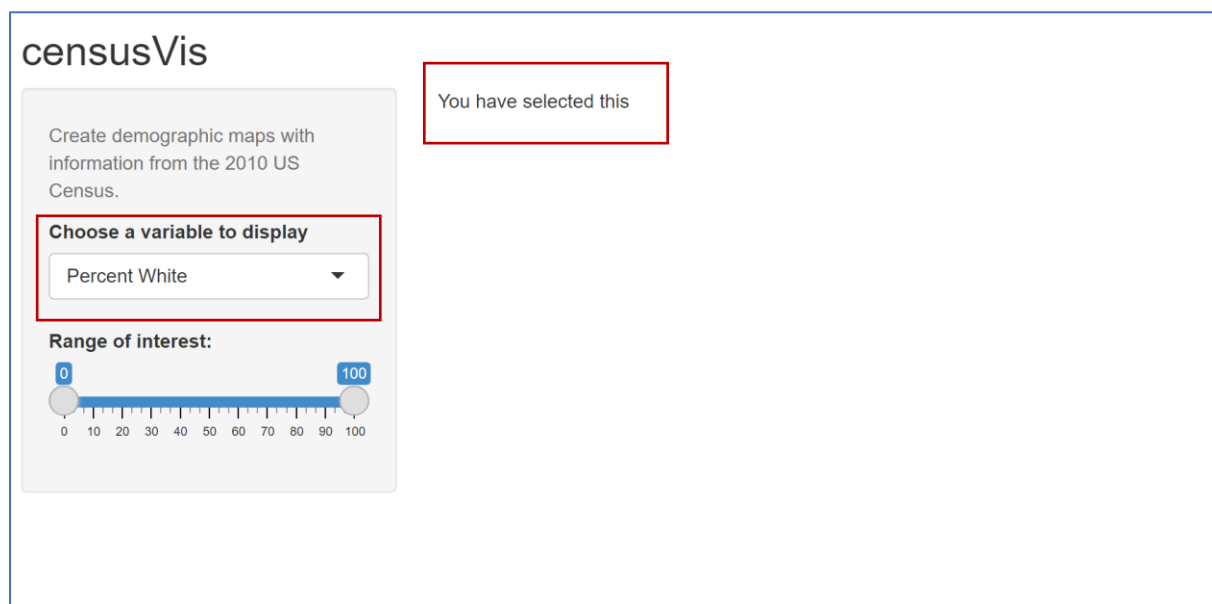 censusVis
Create demographic maps with
information from the 2010 US
Census.
Choose a variable to display
Percent White
Range of interest:
0 100
0 10 20 30 40 50 60 70 80 90 100
You have selected this